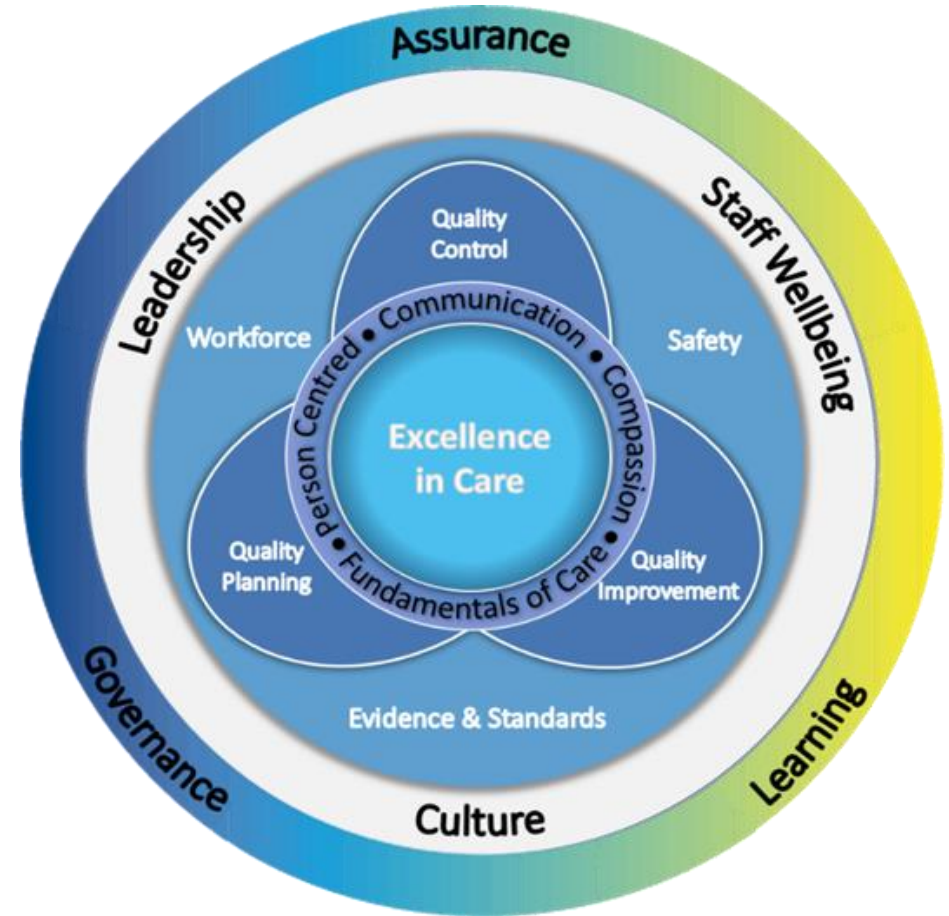 Assurance
Leadership
Staff Wellbeing
Quality
Control
Workforce
Safety
Person Centred • Communication • Compassion • Fundamentals of Care •
Excellence
in Care
Quality
Planning
Quality
Improvement
Evidence & Standards
Governance
Learning
Culture